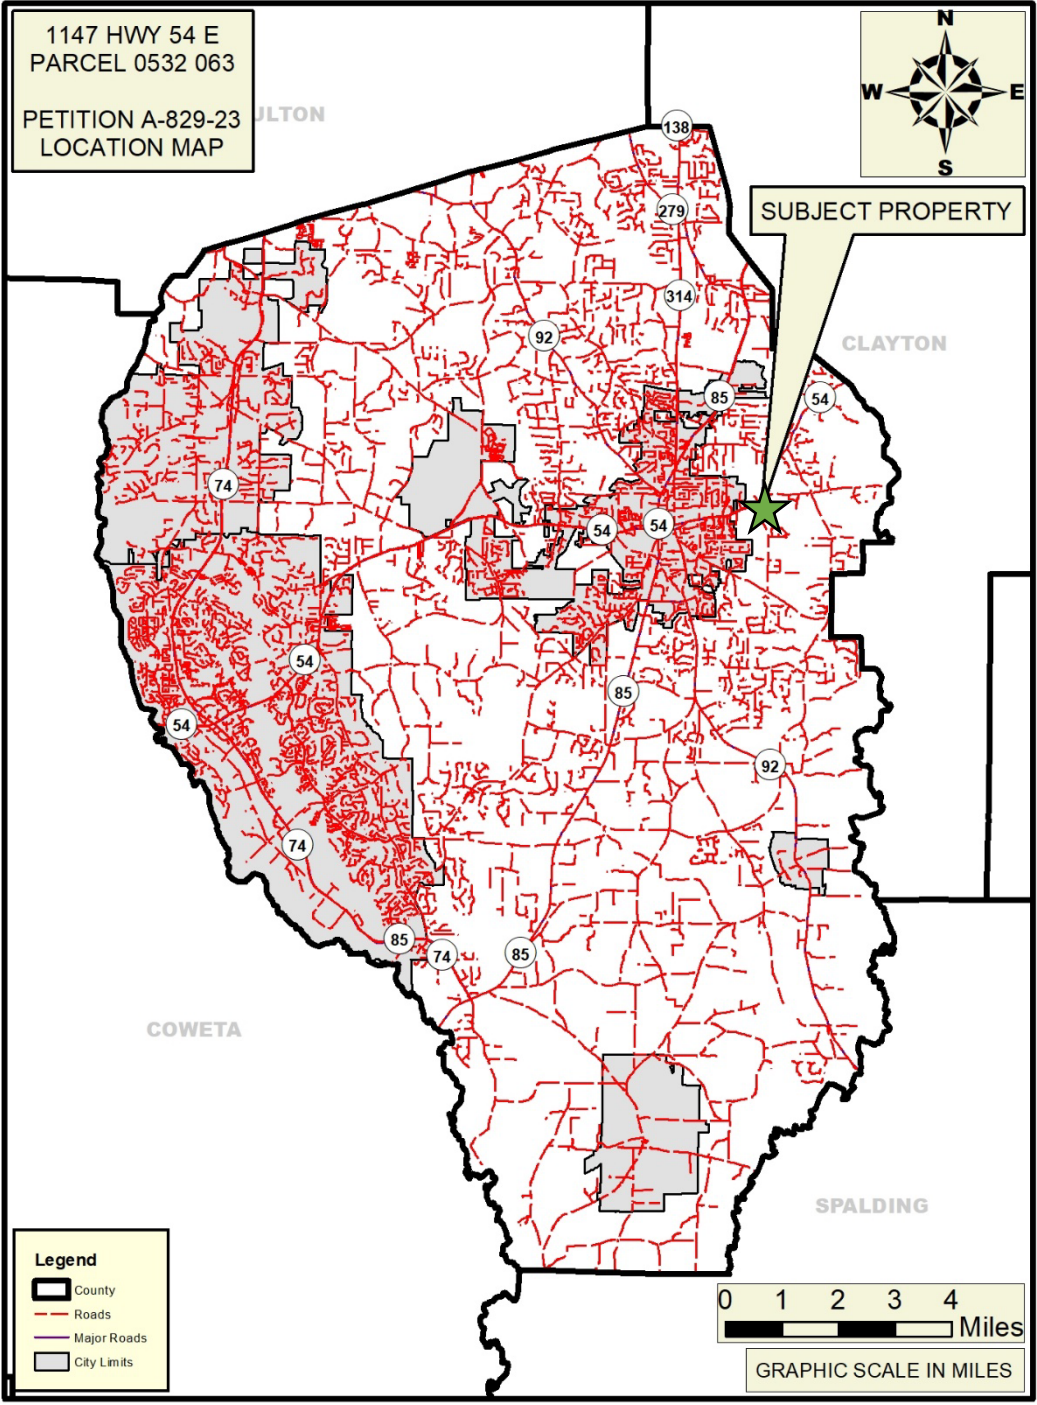 1147 HWY 54 E
PARCEL 0532 063
PETITION A-829-23
LOCATION MAP
ULTON
N
W
E
S
138
SUBJECT PROPERTY
279
314
92
CLAYTON
85
54
74
54
54
54
85
54
92
74
85
74
85
COWETA
SPALDING
Legend
County
Roads
Major Roads
City Limits
0 1 2 3 4
Miles
GRAPHIC SCALE IN MILES